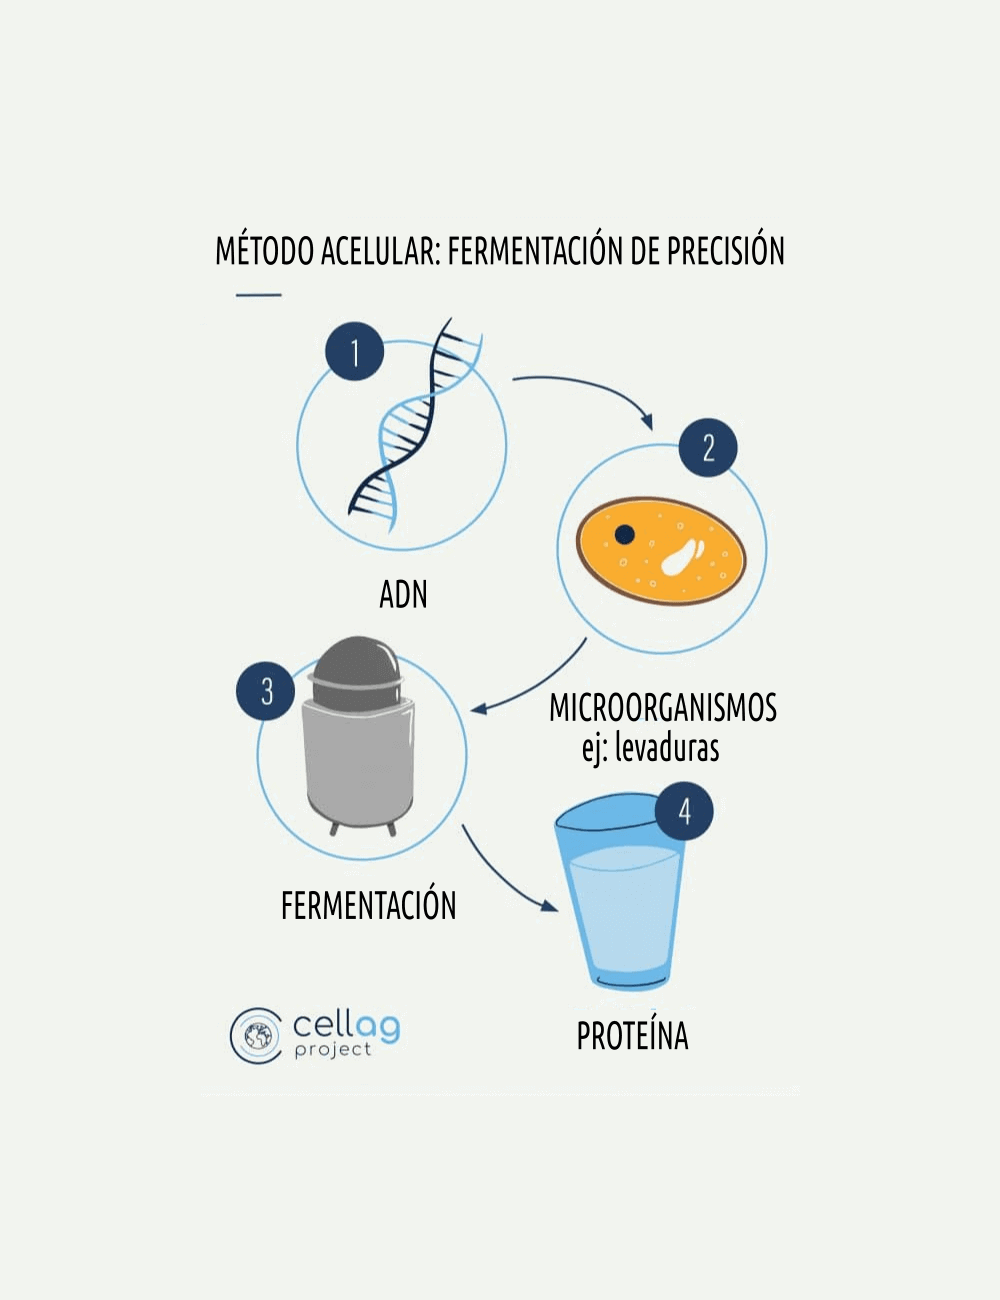 MÉTODO ACELULAR: FERMENTACIÓN DE PRECISIÓN
1
2
ADN
3
MICROORGANISMOS
ej: levaduras
4
FERMENTACIÓN
cellag
project
PROTEÍNA